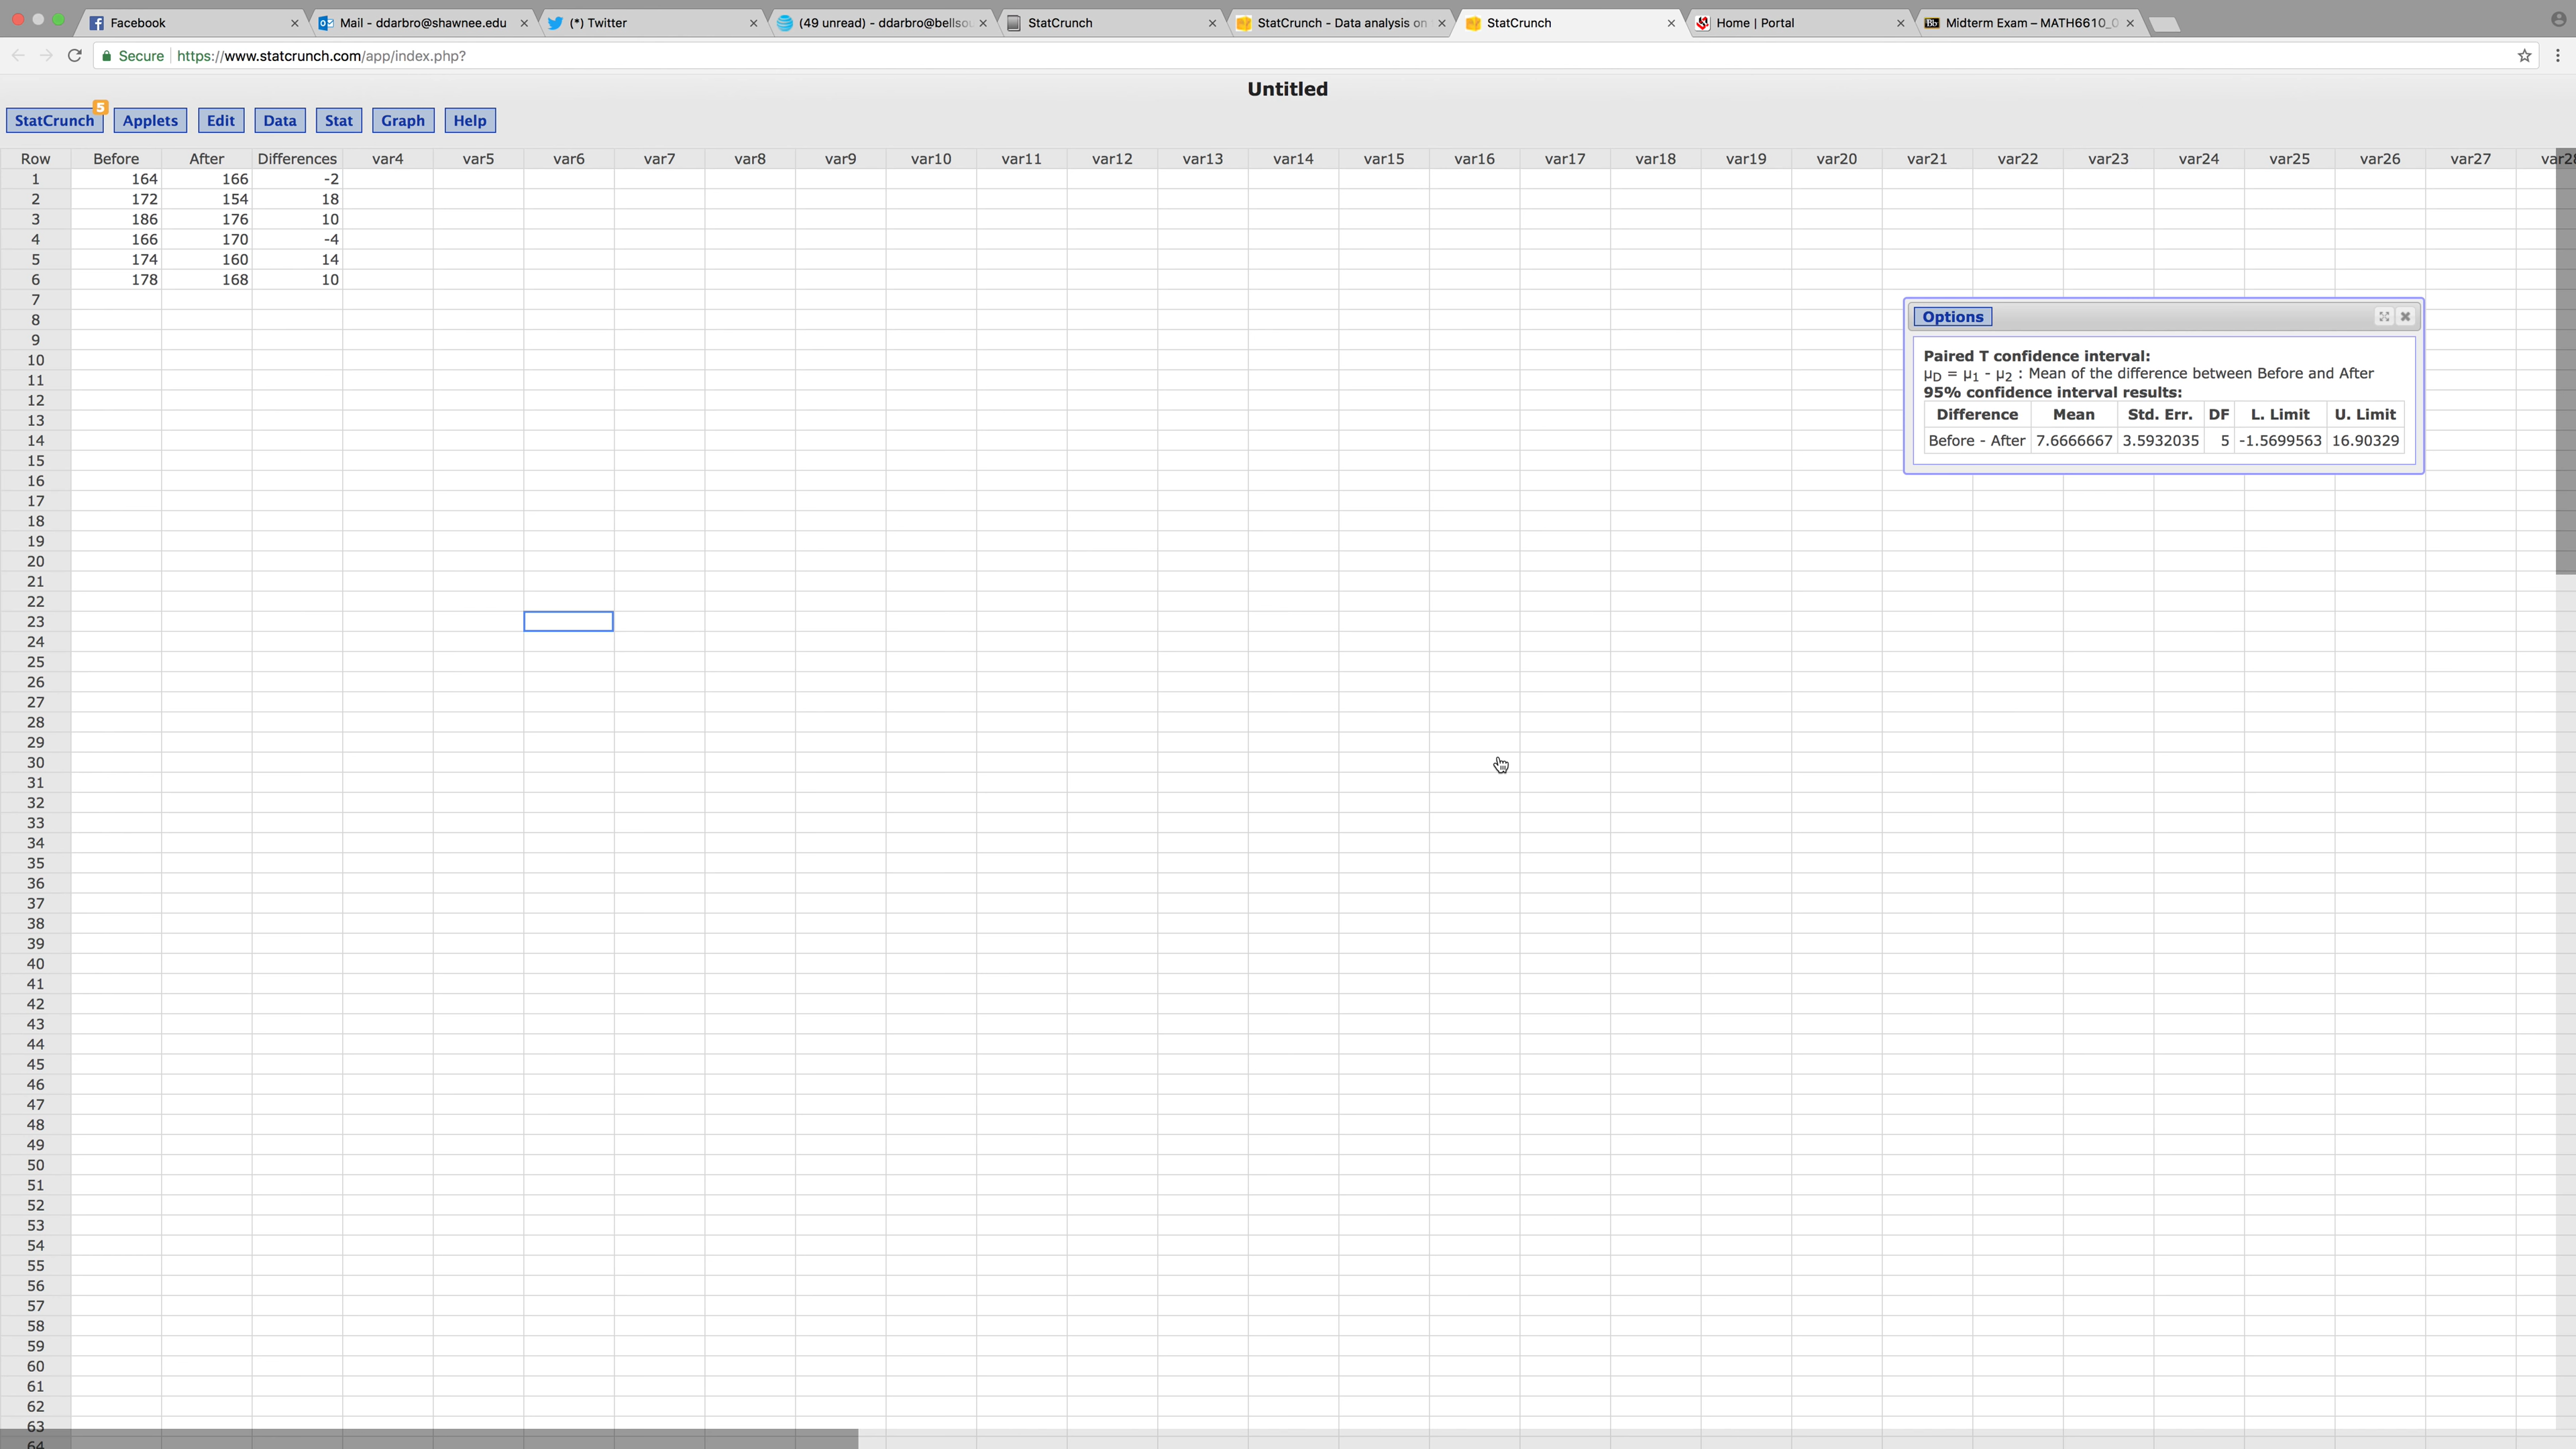 Facebook
Mail - ddarbro@shawnee.edu
(*) Twitter
(49 unread) - ddarbro@bellsou
StatCrunch
StatCrunch - Data analysis on
StatCrunch
Home | Portal
Midterm Exam – MATH6610_0
Secure https://www.statcrunch.com/app/index.php?
Untitled
StatCrunch 5 Applets Edit Data Stat Graph Help
Row Before After Differences var4 var5 var6 var7 var8 var9 var10 var11 var12 var13 var14 var15 var16 var17 var18 var19 var20 var21 var22 var23 var24 var25 var26 var27 var28
1 164 166 -2
2 172 154 18
3 186 176 10
4 166 170 -4
5 174 160 14
6 178 168 10
7
8
9
10
11
12
13
14
15
16
17
18
19
20
21
22
23
24
25
26
27
28
29
30
31
32
33
34
35
36
37
38
39
40
41
42
43
44
45
46
47
48
49
50
51
52
53
54
55
56
57
58
59
60
61
62
63
64
Options
Paired T confidence interval:
μD = μ1 - μ2 : Mean of the difference between Before and After
95% confidence interval results:
Difference Mean Std. Err. DF L. Limit U. Limit
Before - After 7.6666667 3.5932035 5 -1.5699563 16.90329